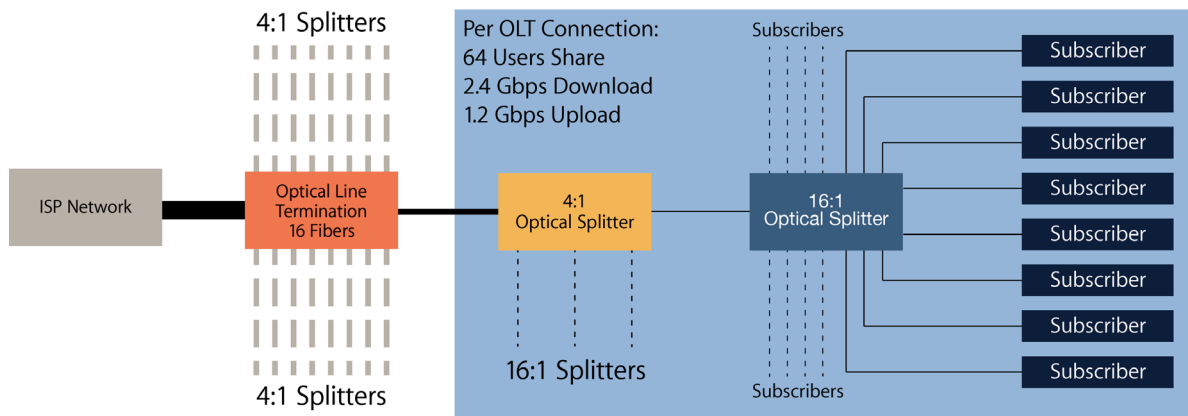 4:1 Splitters
Per OLT Connection:
64 Users Share
2.4 Gbps Download
1.2 Gbps Upload
Subscribers
Subscriber
Subscriber
Subscriber
Subscriber
Subscriber
Subscriber
Subscriber
Subscriber
ISP Network
Optical Line
Termination
16 Fibers
4:1
Optical Splitter
16:1
Optical Splitter
16:1 Splitters
4:1 Splitters
Subscribers